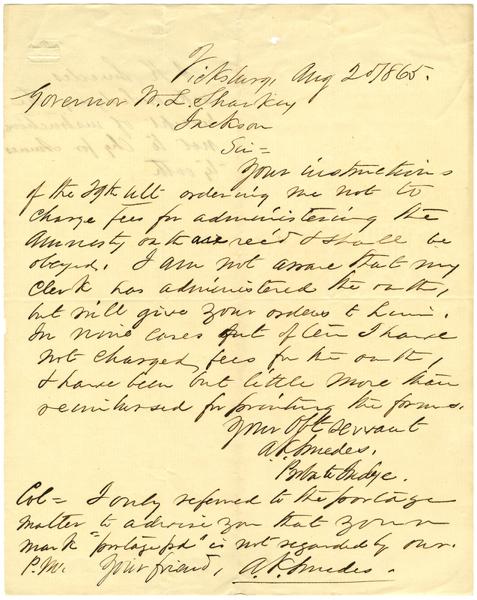 Vicksburg, Aug 2d 1865.
Governor W. L. Sharkey
Jackson
Sir =
Your instructions
of the 29th ult ordering me not to
charge fees for administering the
Amnesty oath are rec'd & shall be
obeyed. I am not aware that my
Clerk has administered the oath,
but will give your orders to him.
In nine cases out of ten I have
not charged fees for the oath,
& have been but little more than
reimbursed for printing the forms.
Your Obt servant
A. K. Smedes.
Probate Judge.
Col = I only referred to the postage
matter to advise you that your
mark "postage pd" is not regarded by our
P.M. Your friend, A. K. Smedes.